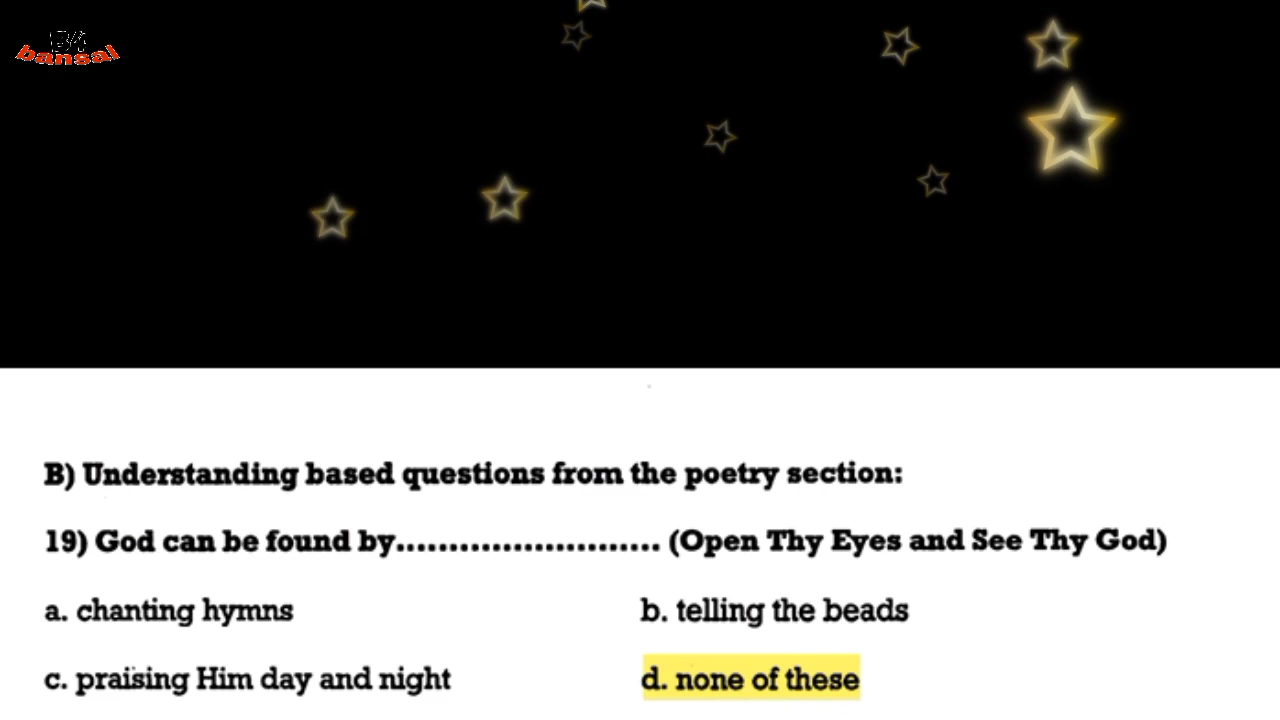 bansal
B) Understanding based questions from the poetry section:
19) God can be found by......................... (Open Thy Eyes and See Thy God)
a. chanting hymns
b. telling the beads
c. praising Him day and night
d. none of these